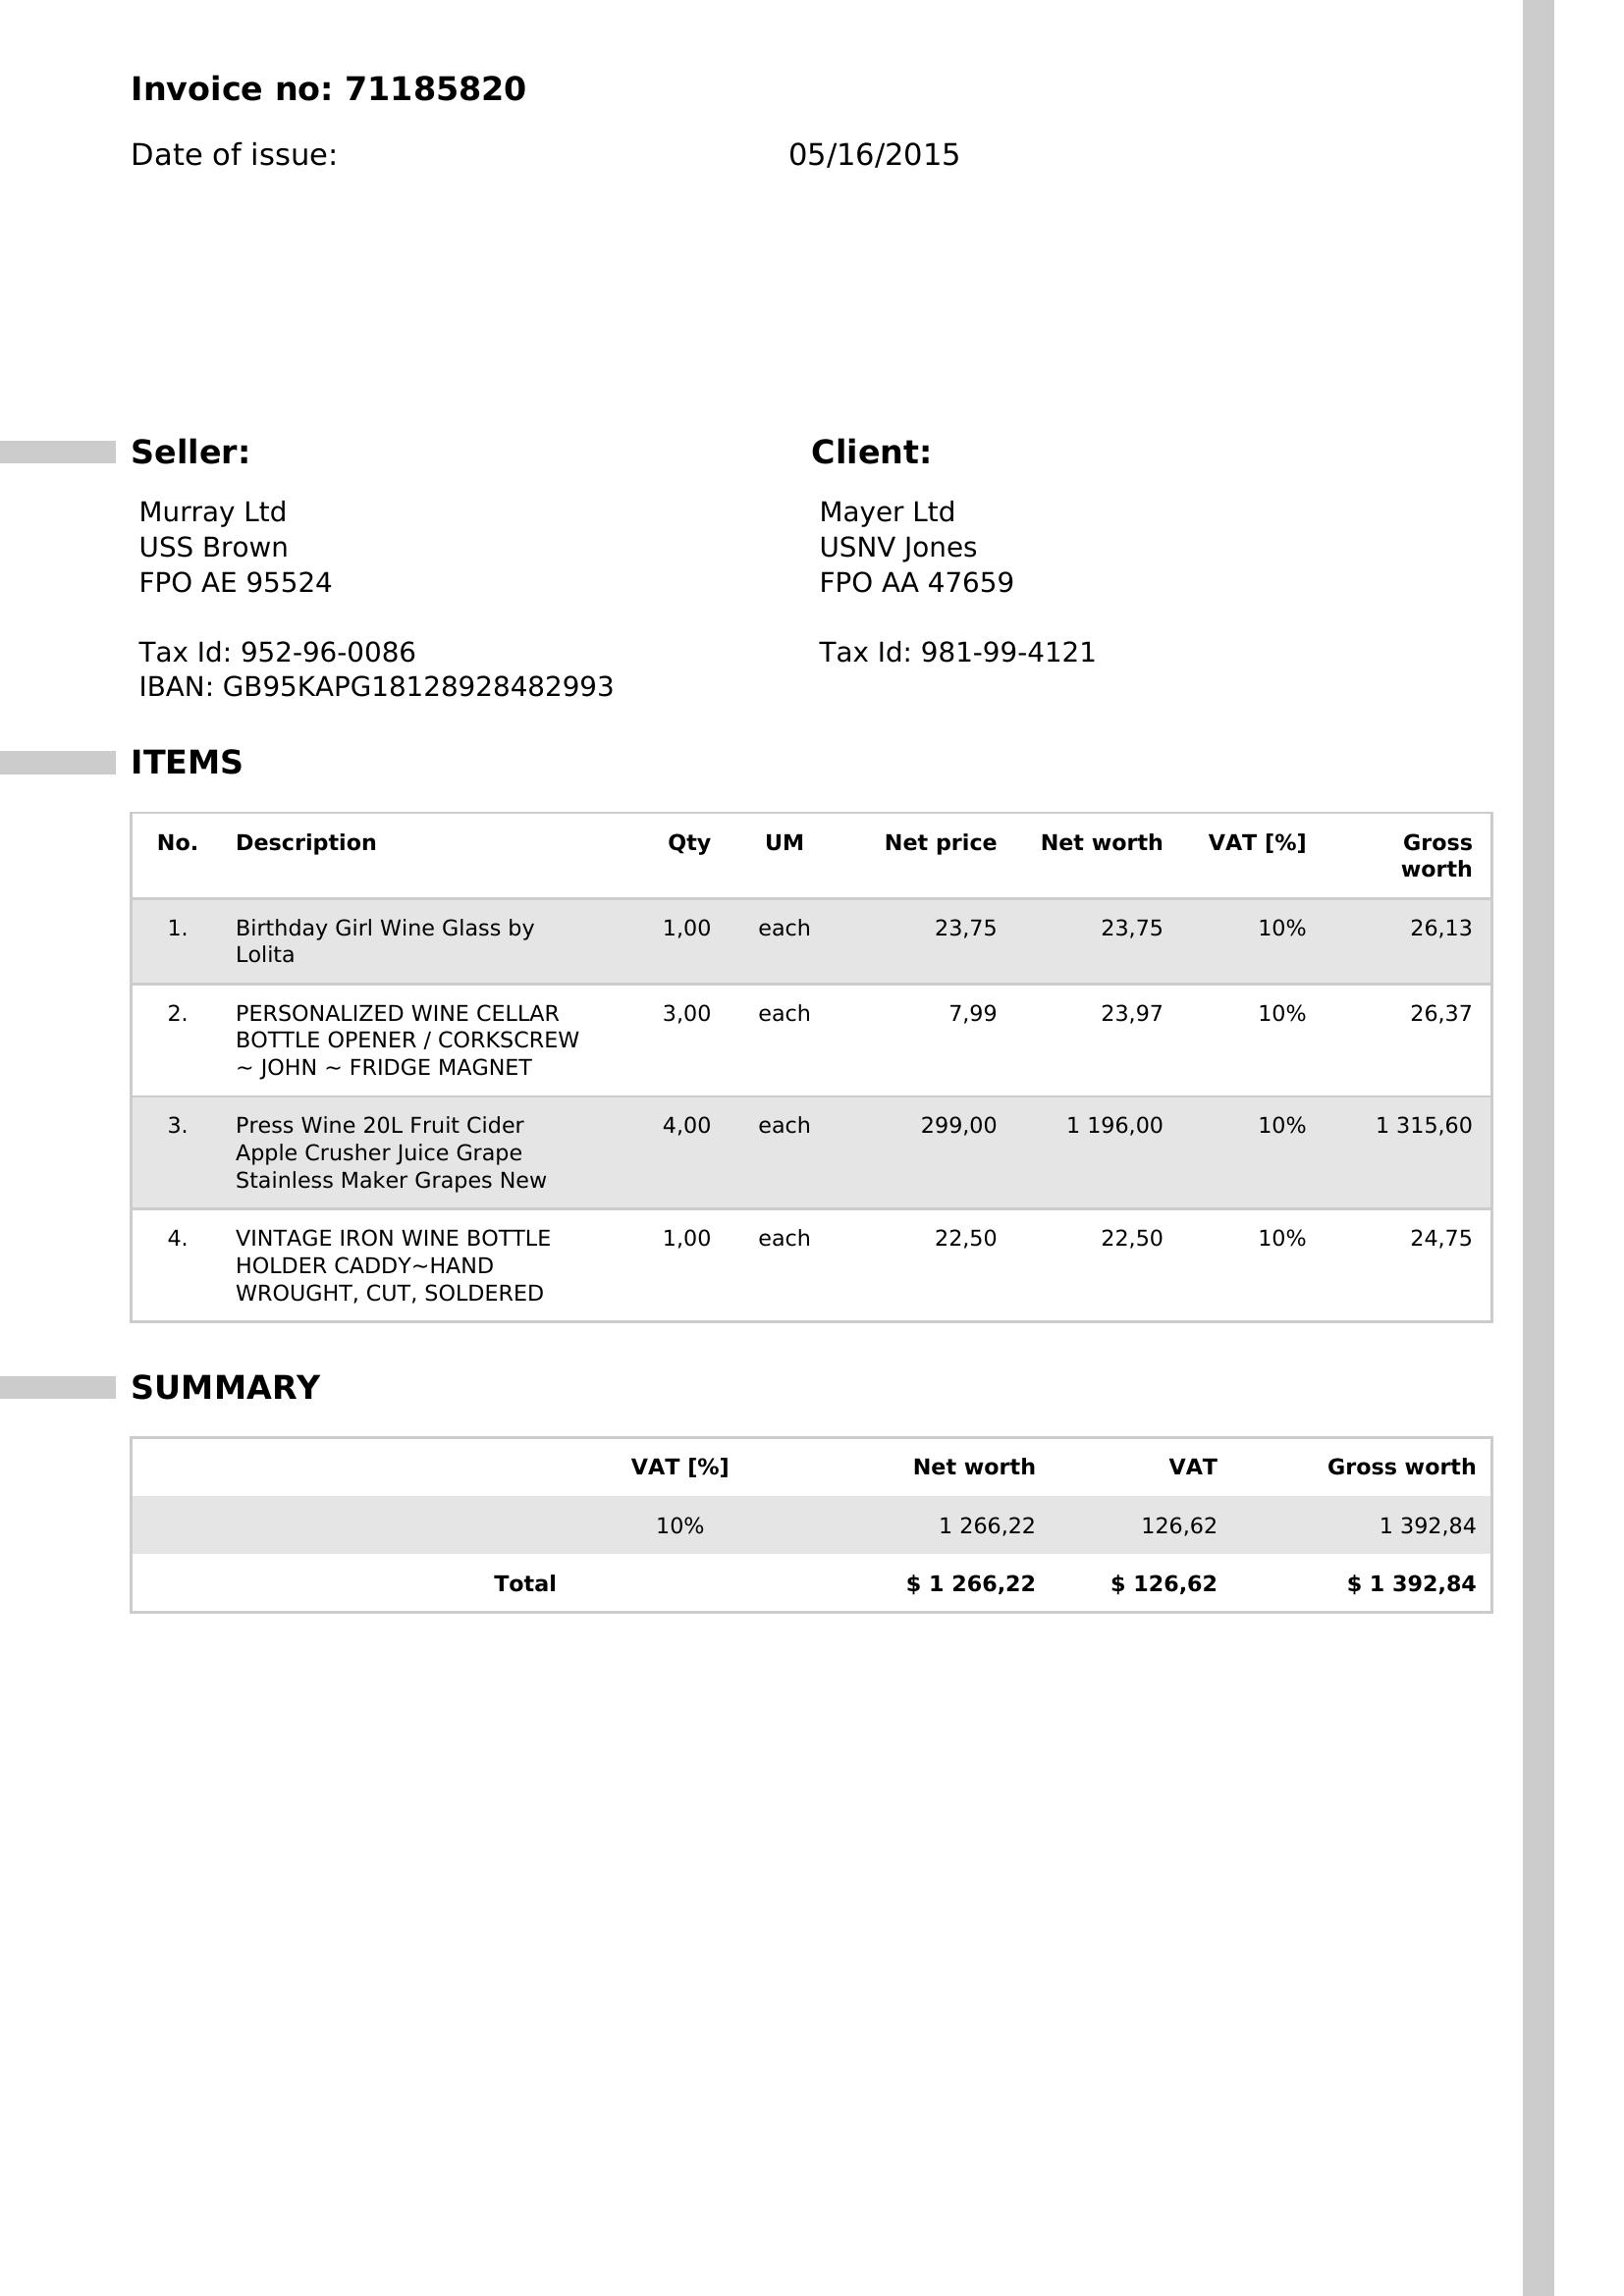 Invoice no: 71185820
Date of issue: 05/16/2015
Seller: Client:
Murray Ltd Mayer Ltd
USS Brown USNV Jones
FPO AE 95524 FPO AA 47659
Tax Id: 952-96-0086 Tax Id: 981-99-4121
IBAN: GB95KAPG18128928482993
ITEMS
No. Description Qty UM Net price Net worth VAT [%] Gross
worth
1. Birthday Girl Wine Glass by 1,00 each 23,75 23,75 10% 26,13
Lolita
2. PERSONALIZED WINE CELLAR 3,00 each 7,99 23,97 10% 26,37
BOTTLE OPENER / CORKSCREW
~ JOHN ~ FRIDGE MAGNET
3. Press Wine 20L Fruit Cider 4,00 each 299,00 1 196,00 10% 1 315,60
Apple Crusher Juice Grape
Stainless Maker Grapes New
4. VINTAGE IRON WINE BOTTLE 1,00 each 22,50 22,50 10% 24,75
HOLDER CADDY~HAND
WROUGHT, CUT, SOLDERED
SUMMARY
VAT [%] Net worth VAT Gross worth
10% 1 266,22 126,62 1 392,84
Total $ 1 266,22 $ 126,62 $ 1 392,84